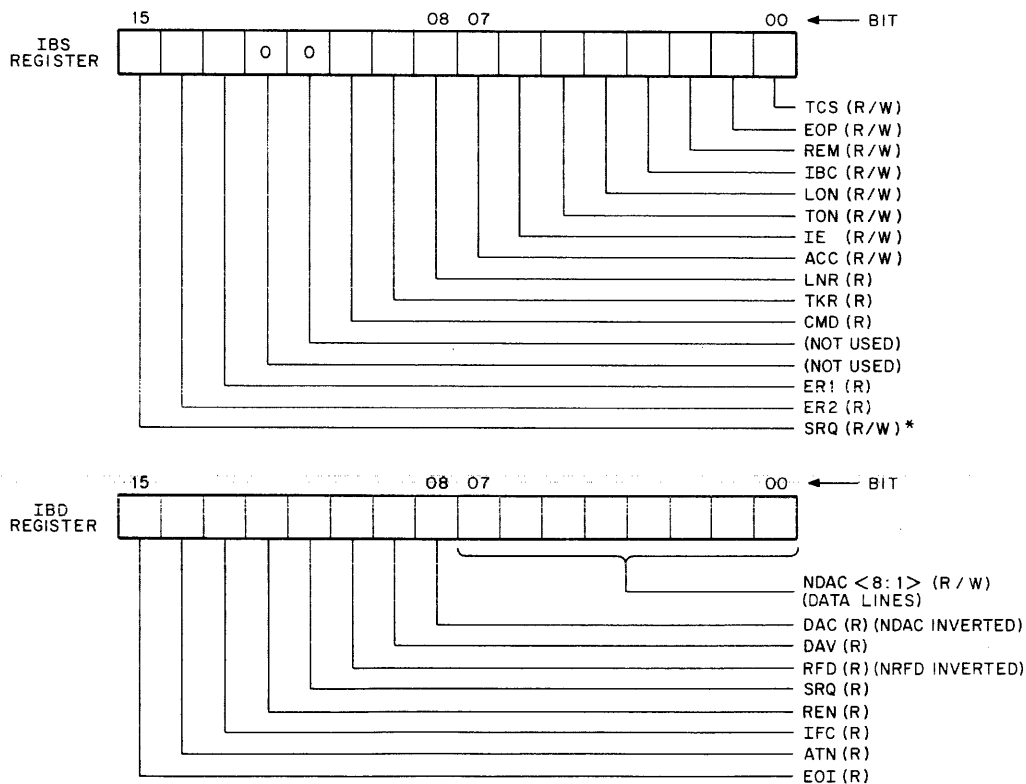 15 08 07 00 ← BIT
IBS
REGISTER
0 0
TCS (R/W)
EOP (R/W)
REM (R/W)
IBC (R/W)
LON (R/W)
TON (R/W)
IE (R/W)
ACC (R/W)
LNR (R)
TKR (R)
CMD (R)
(NOT USED)
(NOT USED)
ER1 (R)
ER2 (R)
SRQ (R/W)*
15 08 07 00 ← BIT
IBD
REGISTER
NDAC <8:1> (R/W)
(DATA LINES)
DAC (R) (NDAC INVERTED)
DAV (R)
RFD (R) (NRFD INVERTED)
SRQ (R)
REN (R)
IFC (R)
ATN (R)
EOI (R)